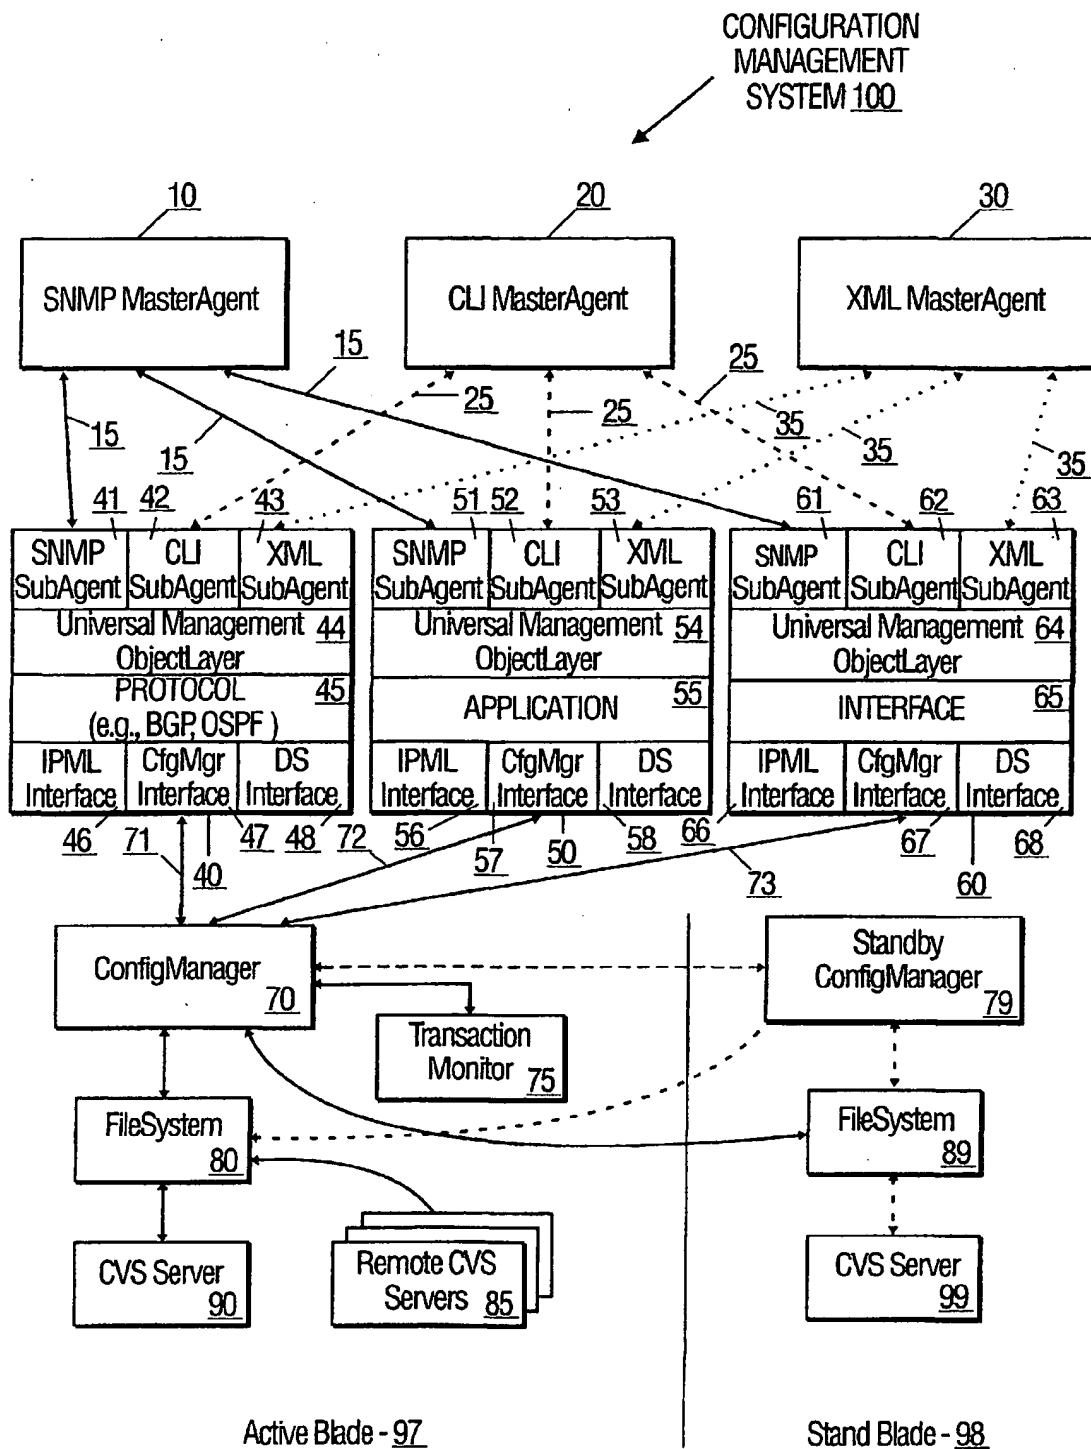 CONFIGURATION
MANAGEMENT
SYSTEM 100
10
20
30
SNMP MasterAgent
CLI MasterAgent
XML MasterAgent
15
25
15
15
25
25
35
35
35
41
42
43
51
52
53
61
62
63
SNMP SubAgent
CLI SubAgent
XML SubAgent
SNMP SubAgent
CLI SubAgent
XML SubAgent
SNMP SubAgent
CLI SubAgent
XML SubAgent
Universal Management
ObjectLayer
44
Universal Management
ObjectLayer
54
Universal Management
ObjectLayer
64
PROTOCOL
(e.g., BGP, OSPF )
45
APPLICATION
55
INTERFACE
65
IPML Interface
CfgMgr Interface
DS Interface
IPML Interface
CfgMgr Interface
DS Interface
IPML Interface
CfgMgr Interface
DS Interface
46
71
40
47
48
72
56
57
50
58
66
73
67
60
68
ConfigManager
70
Standby
ConfigManager
79
Transaction
Monitor
75
FileSystem
80
FileSystem
89
CVS Server
90
Remote CVS
Servers
85
CVS Server
99
Active Blade - 97
Stand Blade - 98